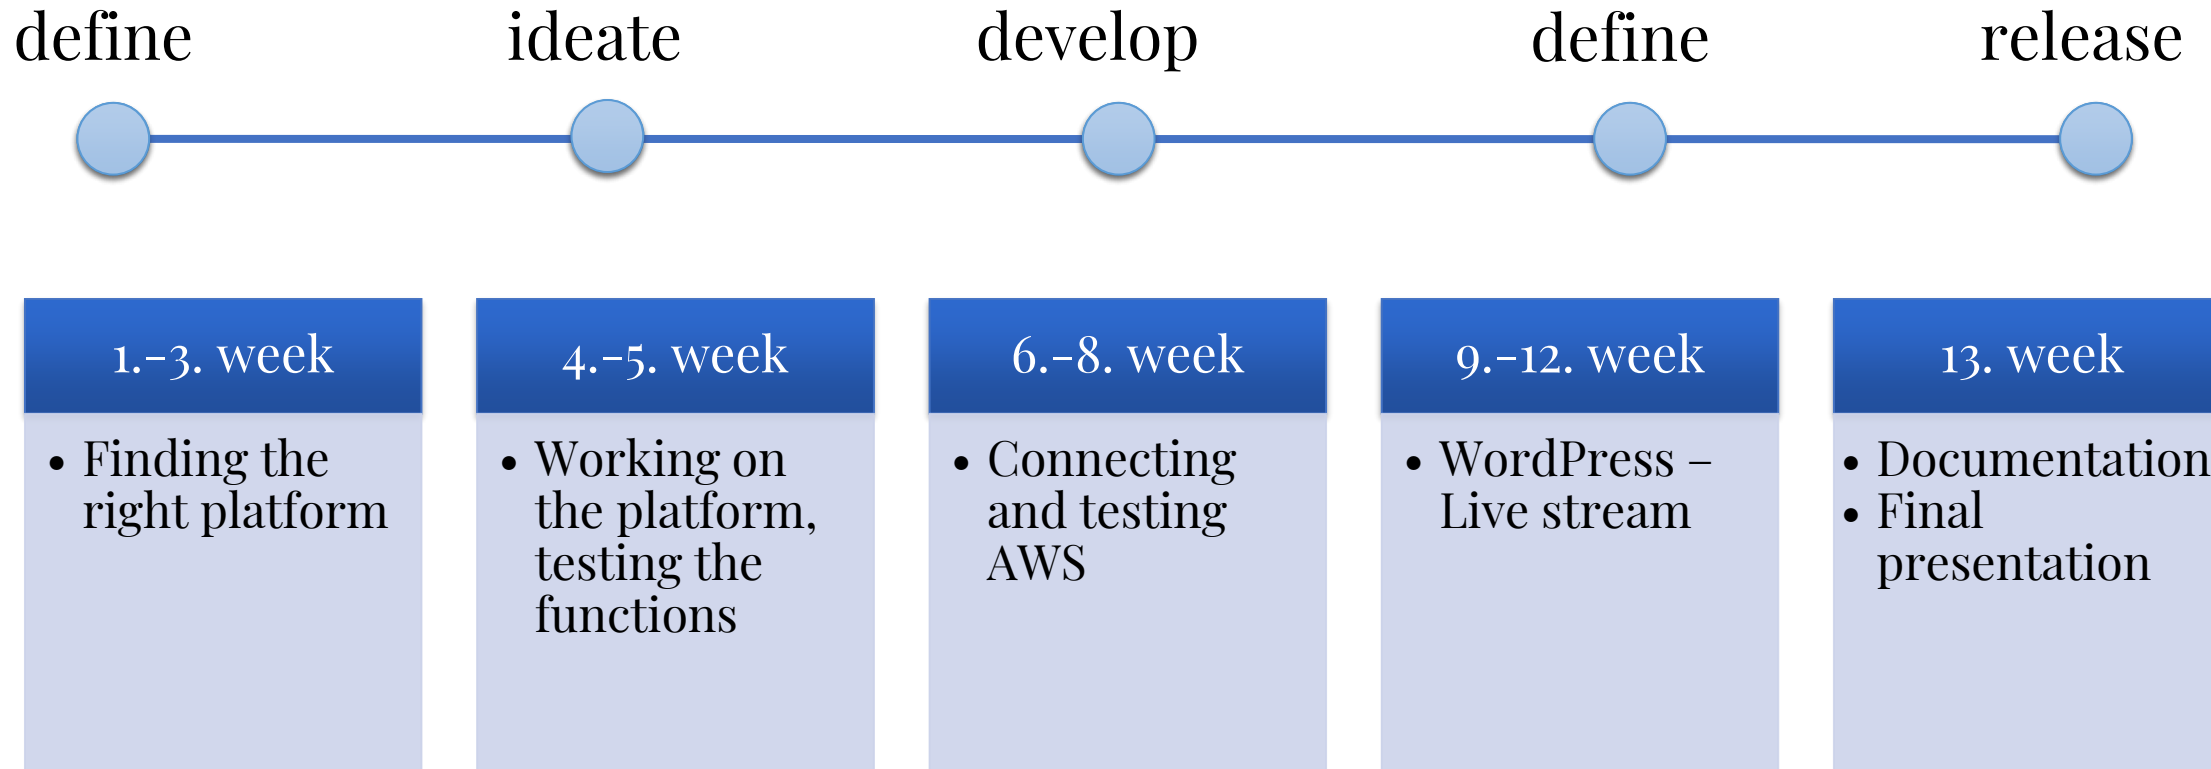 define
ideate
develop
define
release
1.-3. week
Finding the
right platform
4.-5. week
Working on
the platform,
testing the
functions
6.-8. week
Connecting
and testing
AWS
9.-12. week
WordPress –
Live stream
13. week
Documentation
Final
presentation